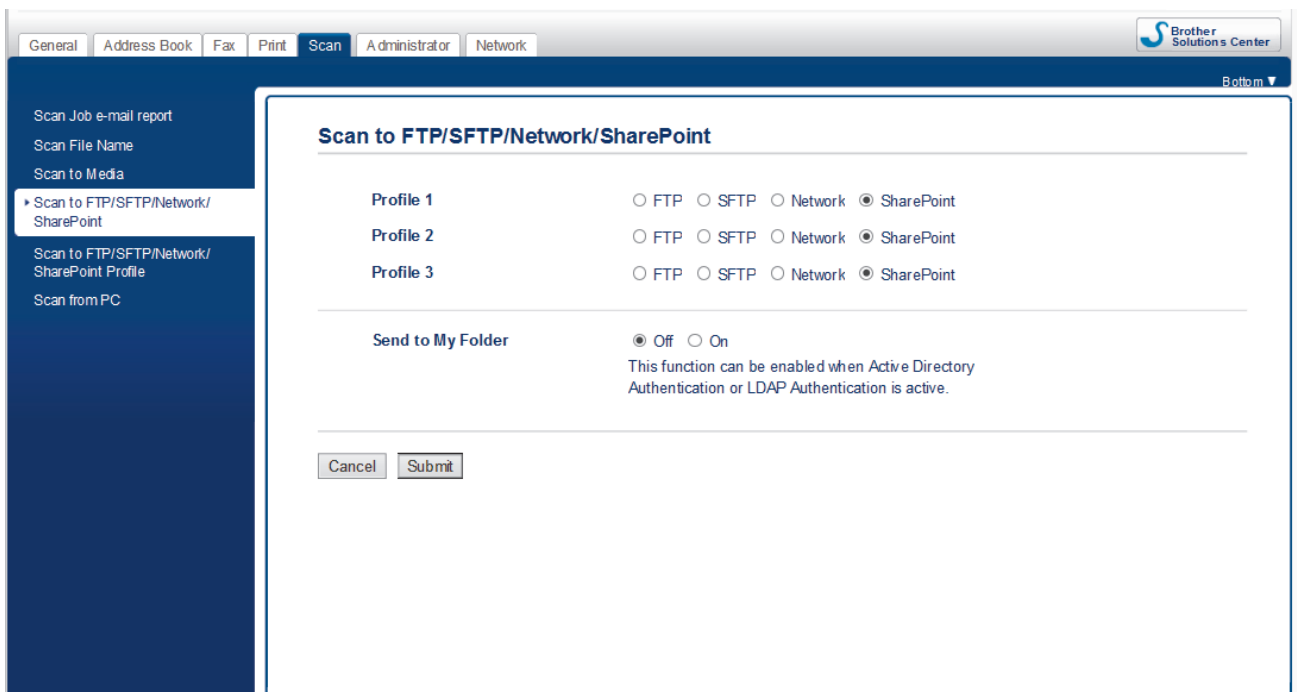 General Address Book Fax Print Scan Administrator Network
Brother
Solutions Center
Bottom ▼
Scan Job e-mail report
Scan File Name
Scan to Media
Scan to FTP/SFTP/Network/
SharePoint
Scan to FTP/SFTP/Network/
SharePoint Profile
Scan from PC
Scan to FTP/SFTP/Network/SharePoint
Profile 1 FTP SFTP Network SharePoint
Profile 2 FTP SFTP Network SharePoint
Profile 3 FTP SFTP Network SharePoint
Send to My Folder Off On
This function can be enabled when Active Directory
Authentication or LDAP Authentication is active.
Cancel Submit